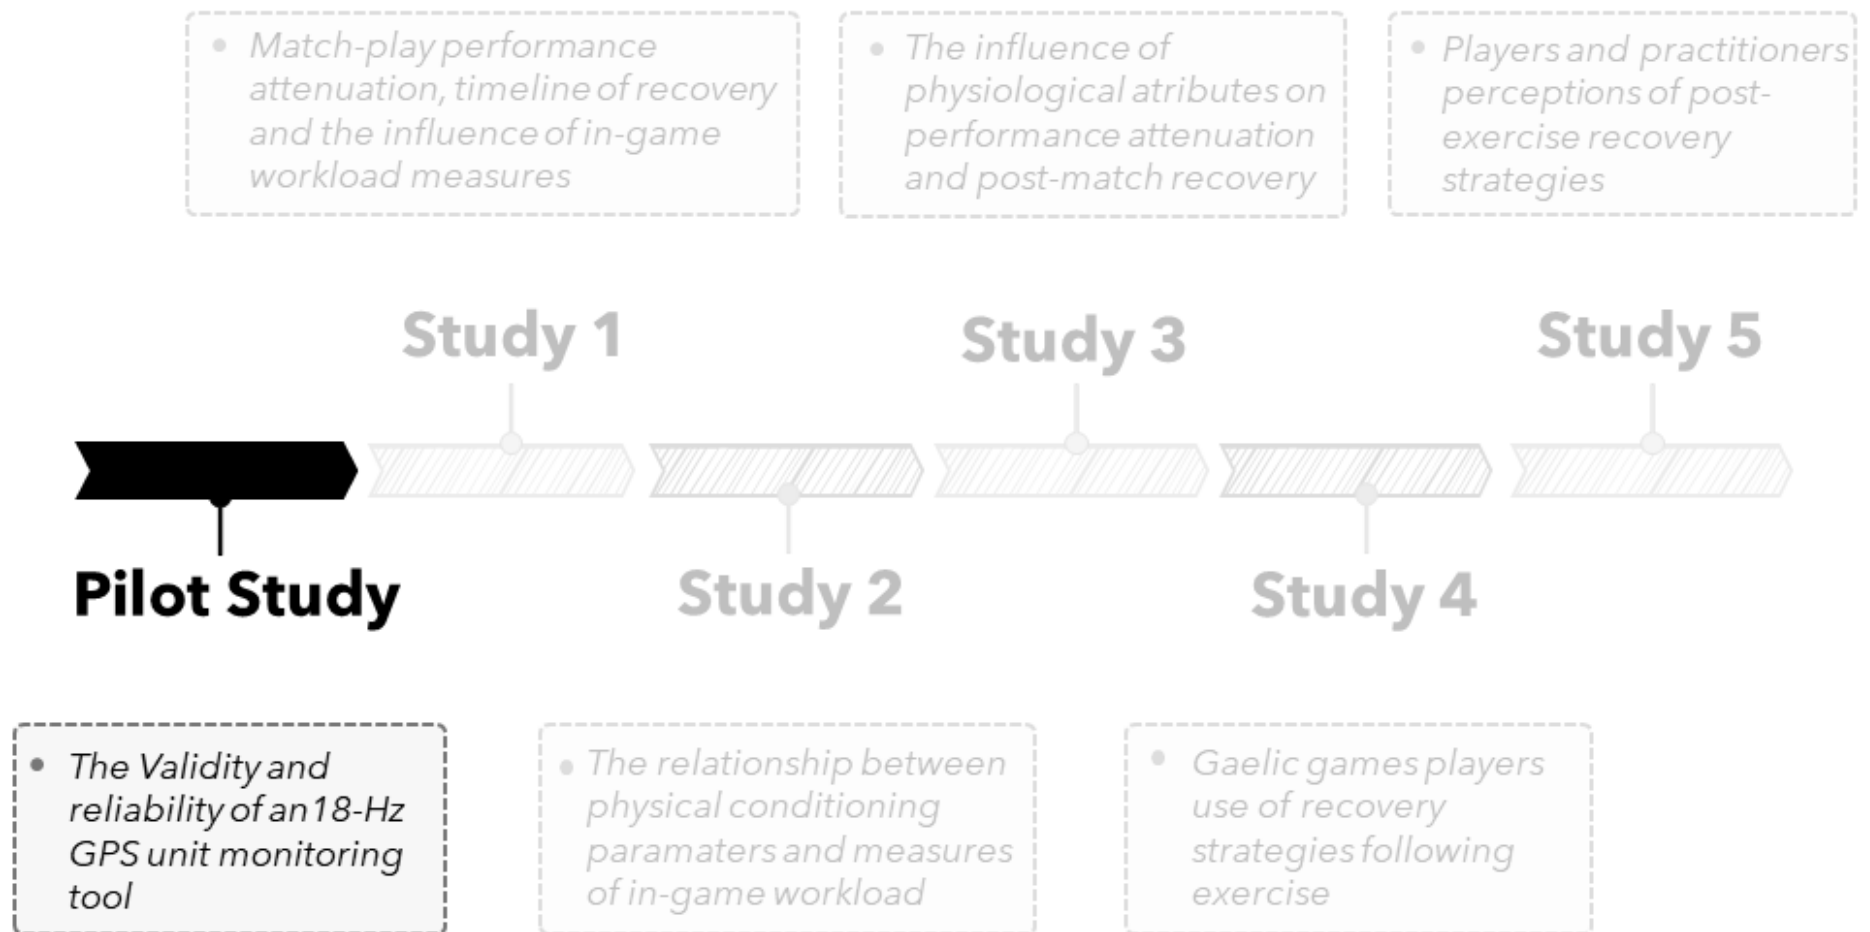 • Match-play performance
attenuation, timeline of recovery
and the influence of in-game
workload measures
• The influence of
physiological atributes on
performance attenuation
and post-match recovery
• Players and practitioners
perceptions of post-
exercise recovery
strategies
Study 1
Study 3
Study 5
Pilot Study
Study 2
Study 4
• The Validity and
reliability of an18-Hz
GPS unit monitoring
tool
• The relationship between
physical conditioning
paramaters and measures
of in-game workload
• Gaelic games players
use of recovery
strategies following
exercise